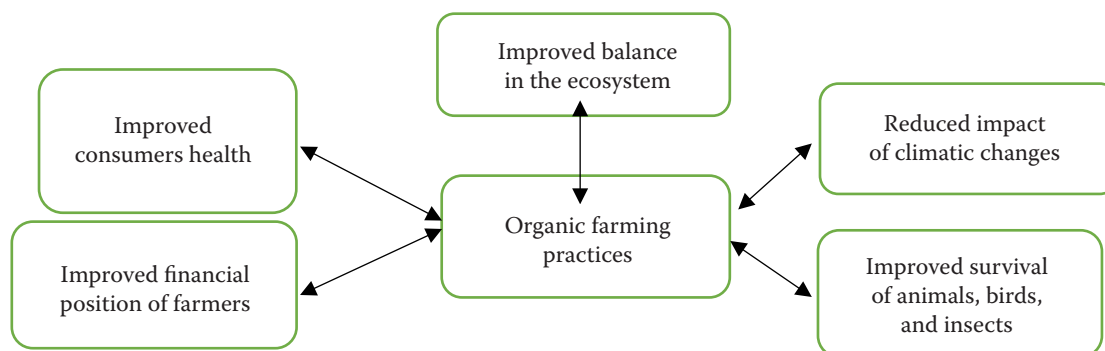 Improved balance
in the ecosystem
Improved
consumers health
Reduced impact
of climatic changes
Organic farming
practices
Improved financial
position of farmers
Improved survival
of animals, birds,
and insects